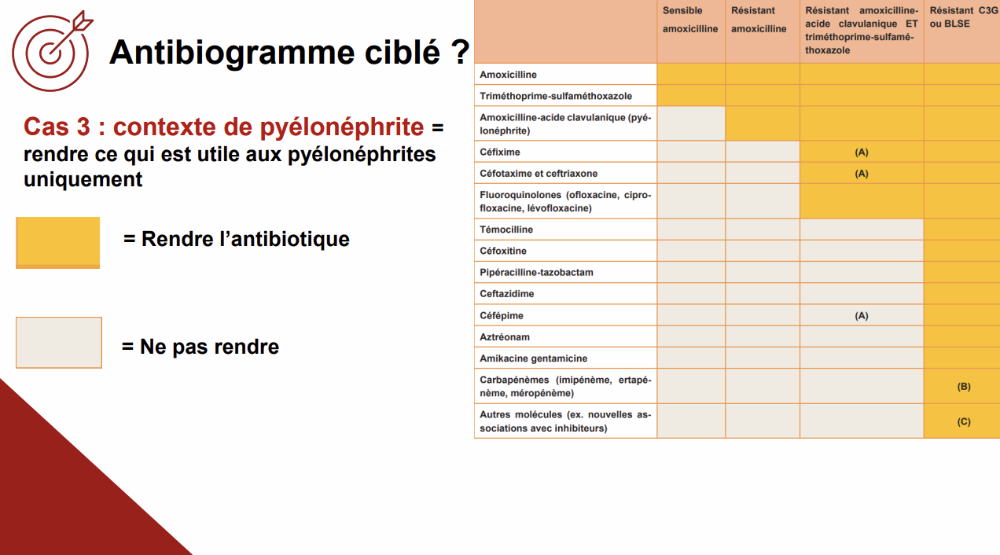 Antibiogramme ciblé ?
Cas 3 : contexte de pyélonéphrite =
rendre ce qui est utile aux pyélonéphrites
uniquement
= Rendre l’antibiotique
= Ne pas rendre
Sensible
amoxicilline
Résistant
amoxicilline
Résistant amoxicilline-
acide clavulanique ET
triméthoprime-sulfamé-
thoxazole
Résistant C3G
ou BLSE
Amoxicilline
Triméthoprime-sulfaméthoxazole
Amoxicilline-acide clavulanique (pyé-
lonéphrite)
Céfixime (A)
Céfotaxime et ceftriaxone (A)
Fluoroquinolones (ofloxacine, cipro-
floxacine, lévofloxacine)
Témocilline
Céfoxitine
Pipéracilline-tazobactam
Ceftazidime
Céfépime (A)
Aztréonam
Amikacine gentamicine
Carbapénèmes (imipénème, ertapé-
nème, méropénème)
(B)
Autres molécules (ex. nouvelles as-
sociations avec inhibiteurs)
(C)